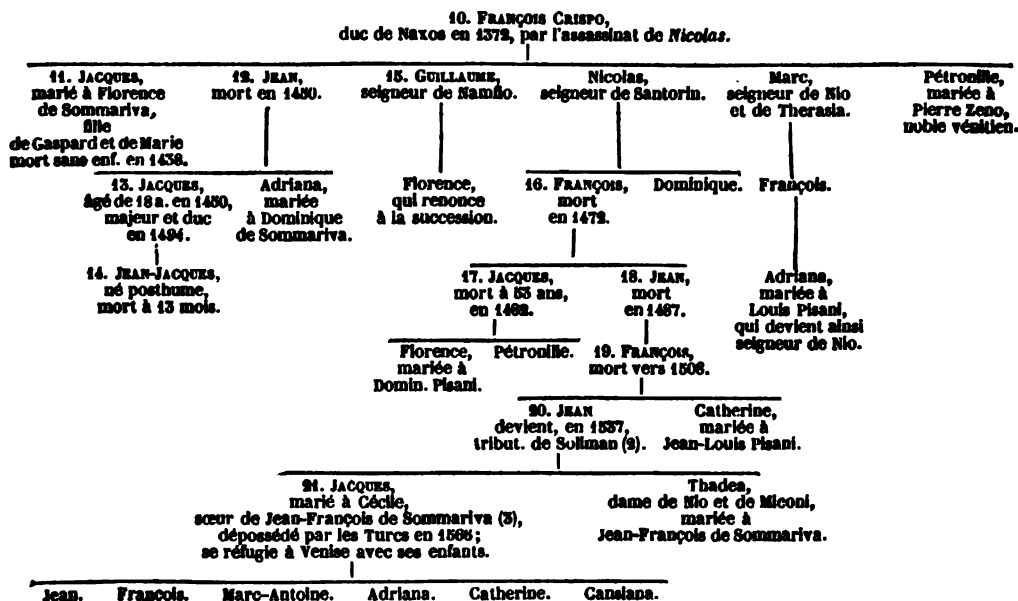 10. FRANÇOIS CRISPO,
duc de Naxos en 1372, par l'assassinat de Nicolas.
11. JACQUES,
marié à Florence
de Sommariva,
fille
de Gaspard et de Marie
mort sans enf. en 1438.
12. JEAN,
mort en 1450.
15. GUILLAUME,
seigneur de Namfio.
Nicolas,
seigneur de Santorin.
Marc,
seigneur de Nio
et de Therasia.
Pétronille,
mariée à
Pierre Zeno,
noble vénitien.
13. JACQUES,
âgé de 18 a. en 1450,
majeur et duc
en 1494.
Adriana,
mariée
à Dominique
de Sommariva.
Florence,
qui renonce
à la succession.
16. FRANÇOIS,
mort
en 1472.
Dominique.
François.
14. JEAN-JACQUES,
né posthume,
mort à 13 mois.
17. JACQUES,
mort à 53 ans,
en 1462.
18. JEAN,
mort
en 1487.
Adriana,
mariée à
Louis Pisani,
qui devient ainsi
seigneur de Nio.
Florence,
mariée à
Domin. Pisani.
Pétronille.
19. FRANÇOIS,
mort vers 1506.
20. JEAN
devient, en 1537,
tribut. de Soliman (2).
Catherine,
mariée à
Jean-Louis Pisani.
21. JACQUES,
marié à Cécile,
sœur de Jean-François de Sommariva (3),
dépossédé par les Turcs en 1566;
se réfugie à Venise avec ses enfants.
Thadea,
dame de Nio et de Miconi,
mariée à
Jean-François de Sommariva.
Jean. François. Marc-Antoine. Adriana. Catherine. Cansiana.